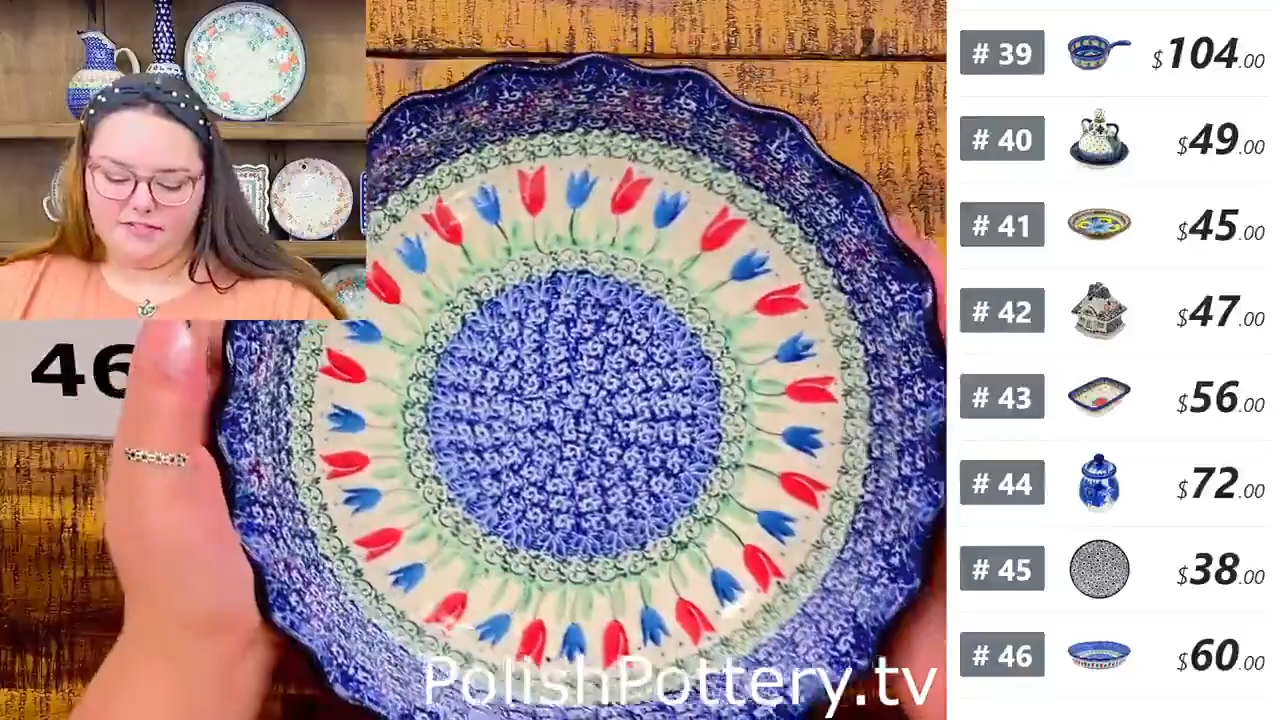 46
PolishPottery.tv
# 39 $104.00
# 40 $49.00
# 41 $45.00
# 42 $47.00
# 43 $56.00
# 44 $72.00
# 45 $38.00
# 46 $60.00